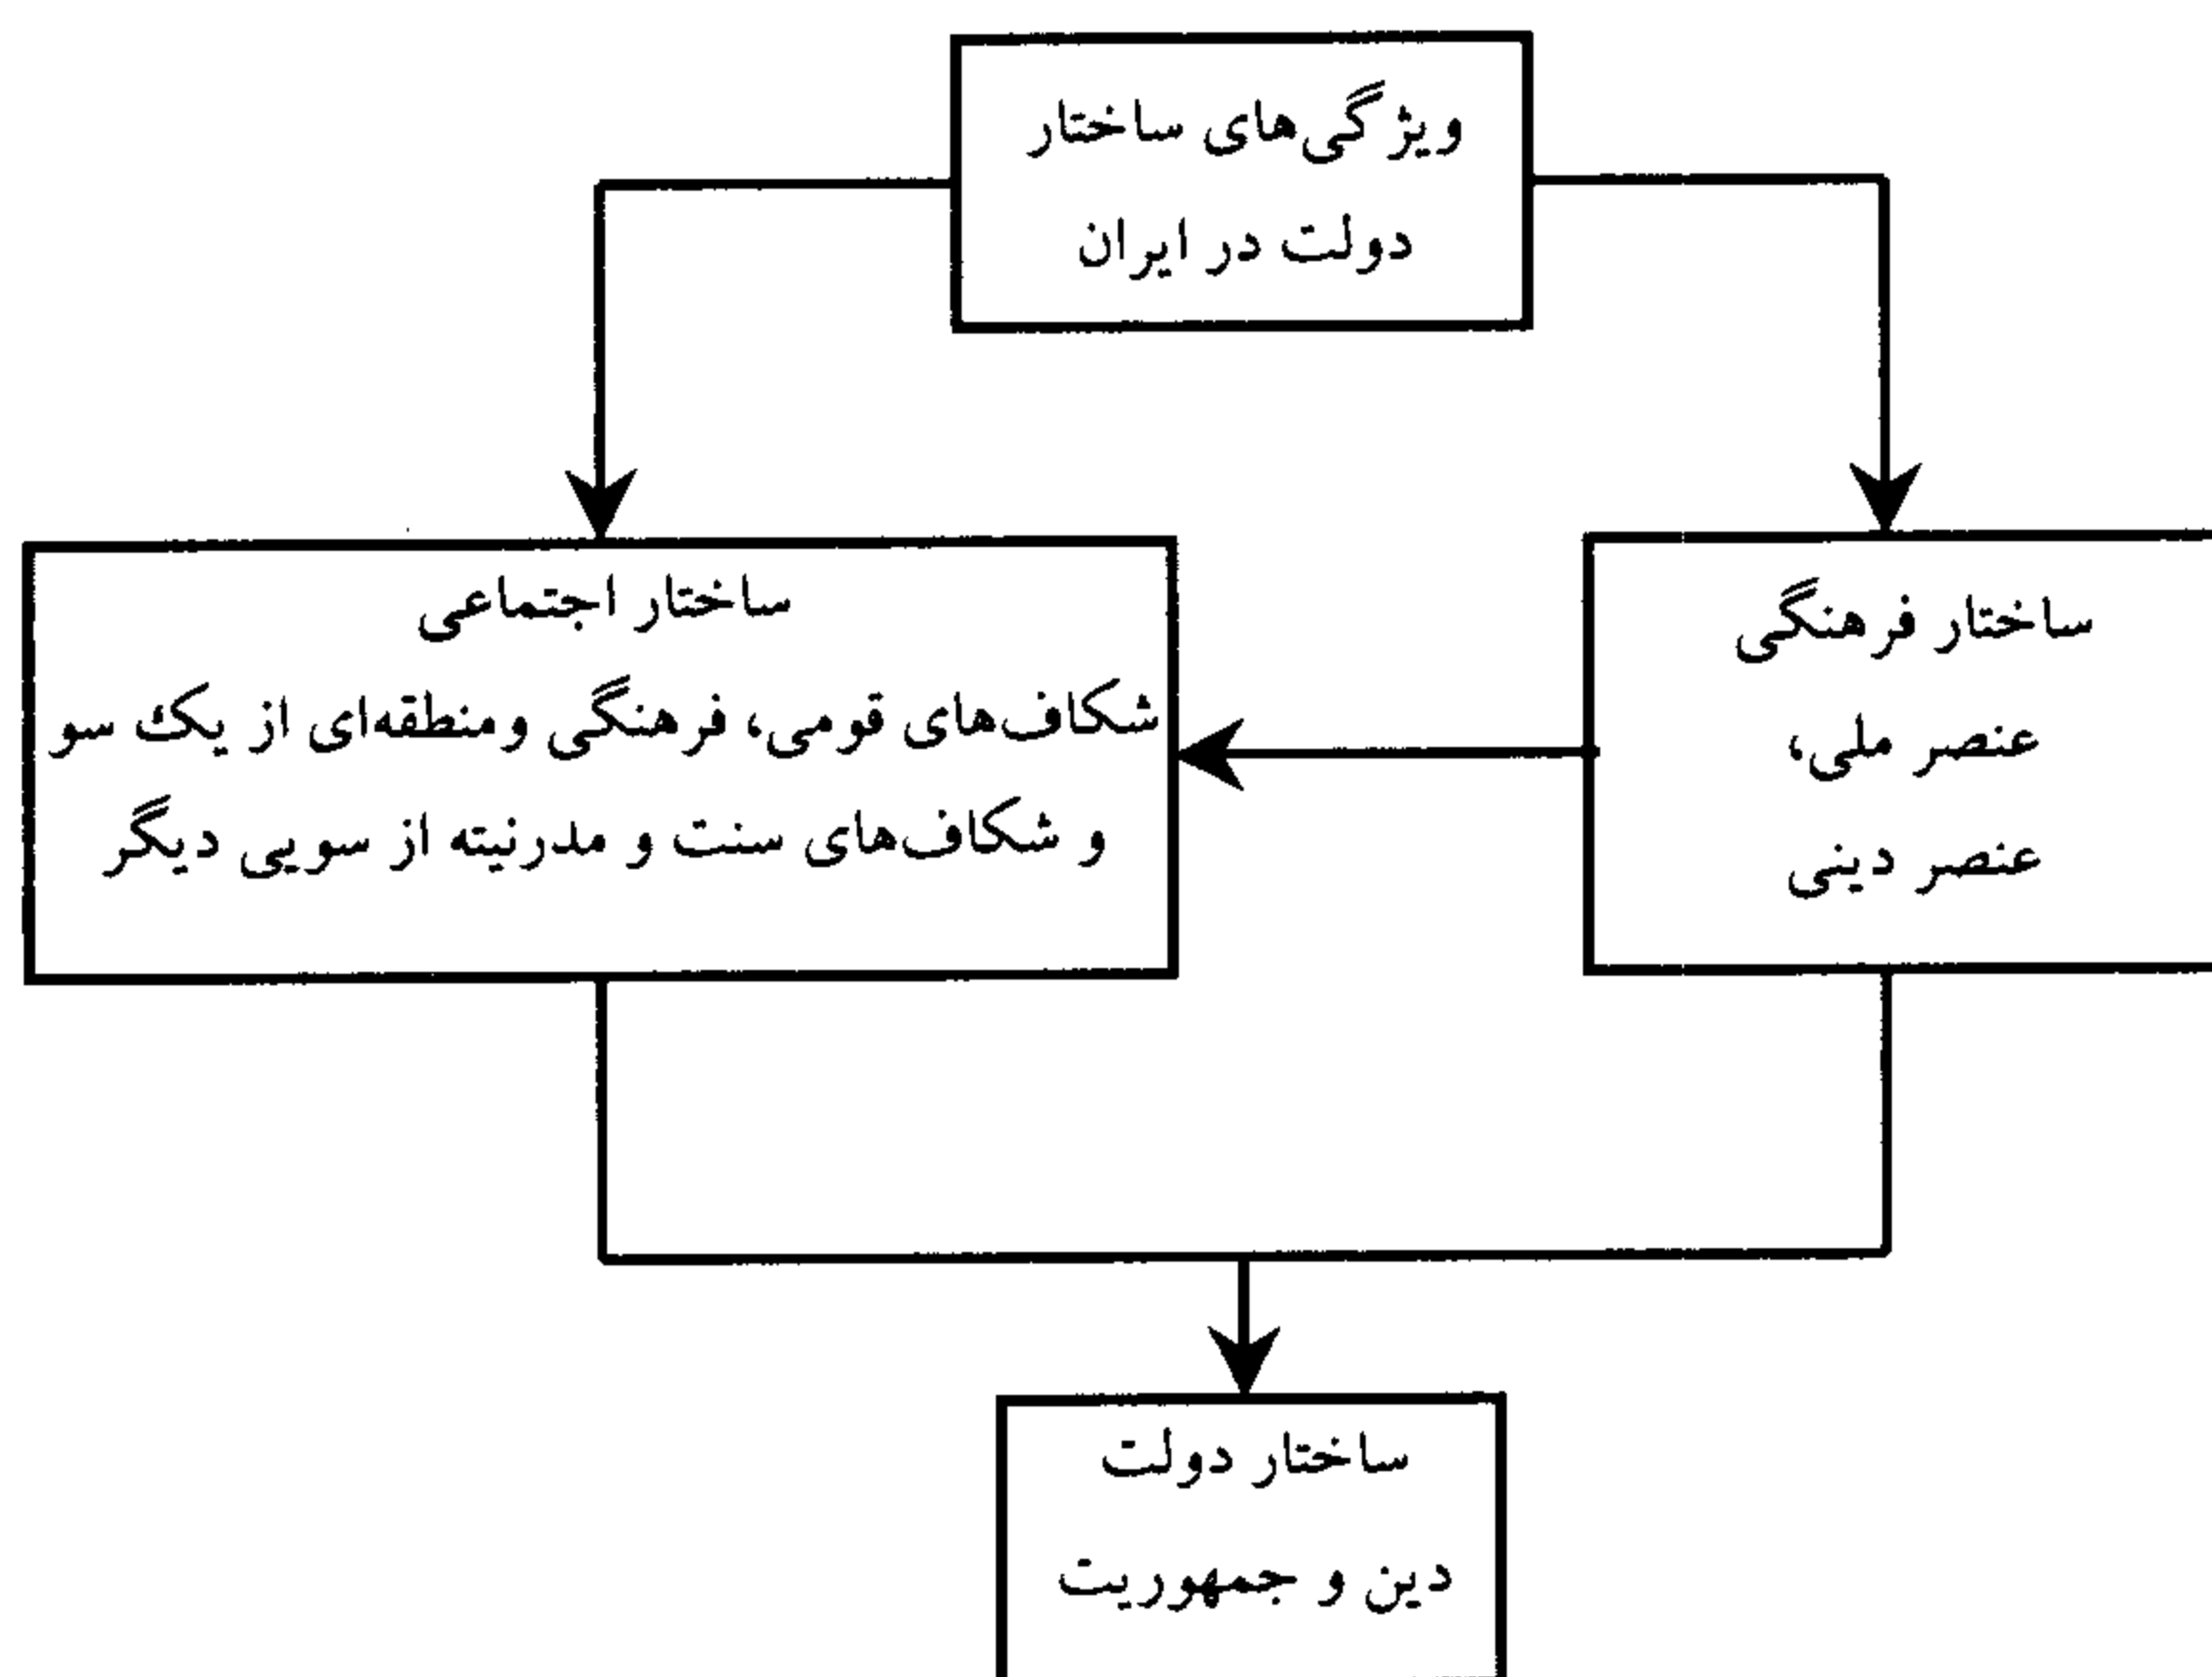 ویژگی‌های ساختار
دولت در ایران
ساختار فرهنگی
عنصر ملی،
عنصر دینی
ساختار اجتماعی
شکاف‌های قومی، فرهنگی ومنطقه‌ای از یک سو
و شکاف‌های سنت و مدرنیته از سویی دیگر
ساختار دولت
دین و جمهوریت